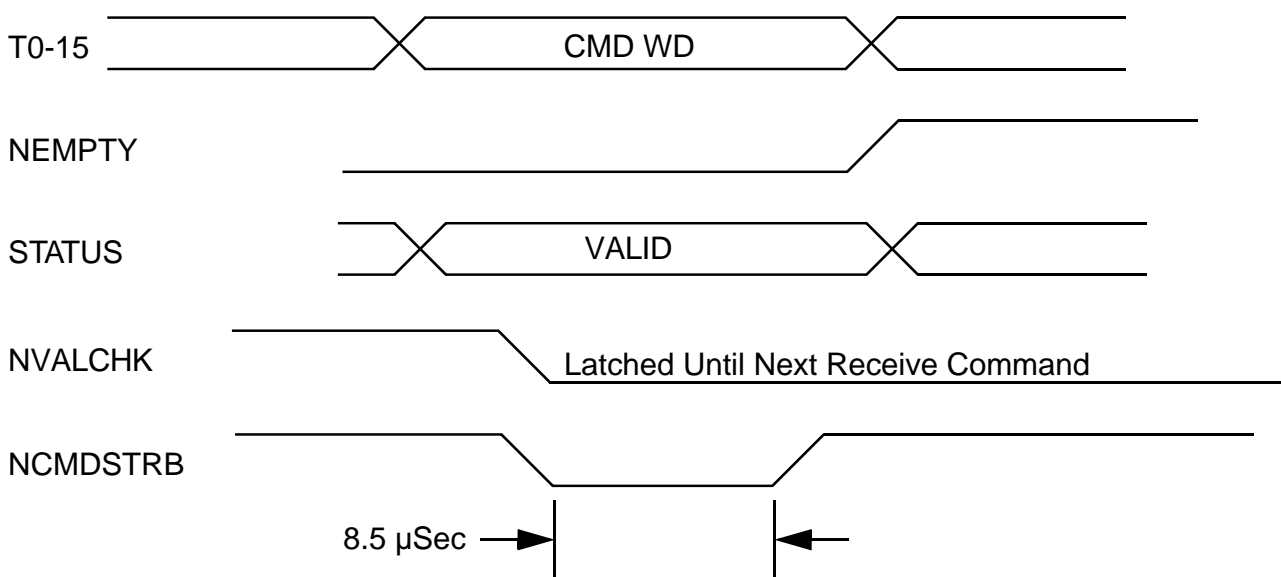 T0-15
CMD WD
NEMPTY
STATUS
VALID
NVALCHK
Latched Until Next Receive Command
NCMDSTRB
8.5 µSec